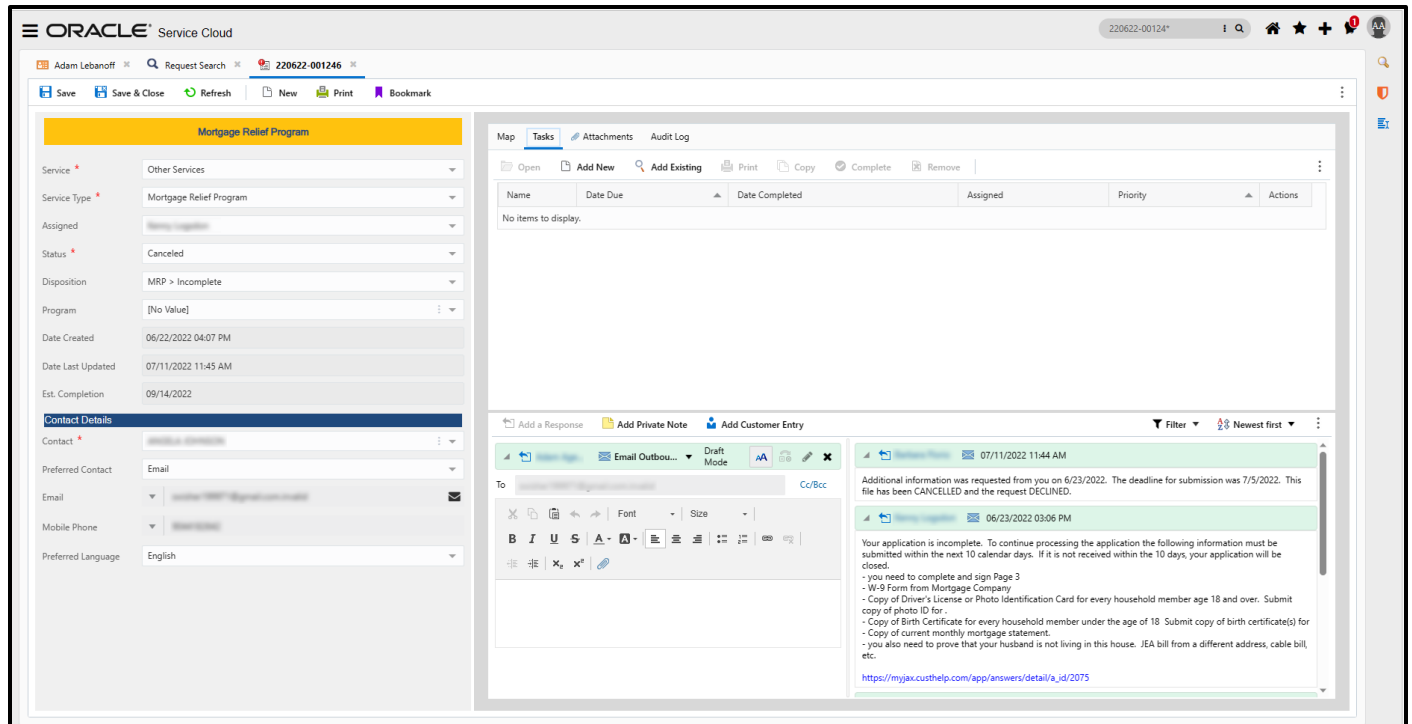 ORACLE Service Cloud
220622-00124*
1
AA
Adam Lebanoff
Request Search
220622-001246
Save
Save & Close
Refresh
New
Print
Bookmark
Mortgage Relief Program
Service *
Other Services
Service Type *
Mortgage Relief Program
Assigned
Status *
Canceled
Disposition
MRP > Incomplete
Program
[No Value]
Date Created
06/22/2022 04:07 PM
Date Last Updated
07/11/2022 11:45 AM
Est. Completion
09/14/2022
Contact Details
Contact *
Preferred Contact
Email
Email
Mobile Phone
Preferred Language
English
Map
Tasks
Attachments
Audit Log
Open
Add New
Add Existing
Print
Copy
Complete
Remove
Name
Date Due
Date Completed
Assigned
Priority
Actions
No items to display.
Add a Response
Add Private Note
Add Customer Entry
Filter
Newest first
Email Outbou...
Draft
Mode
To
Cc/Bcc
Font
Size
07/11/2022 11:44 AM
Additional information was requested from you on 6/23/2022. The deadline for submission was 7/5/2022. This
file has been CANCELLED and the request DECLINED.
06/23/2022 03:06 PM
Your application is incomplete. To continue processing the application the following information must be
submitted within the next 10 calendar days. If it is not received within the 10 days, your application will be
closed.
- you need to complete and sign Page 3
- W-9 Form from Mortgage Company
- Copy of Driver's License or Photo Identification Card for every household member age 18 and over. Submit
copy of photo ID for .
- Copy of Birth Certificate for every household member under the age of 18 Submit copy of birth certificate(s) for
- Copy of current monthly mortgage statement.
- you also need to prove that your husband is not living in this house. JEA bill from a different address, cable bill,
etc.
https://myjax.custhelp.com/app/answers/detail/a_id/2075